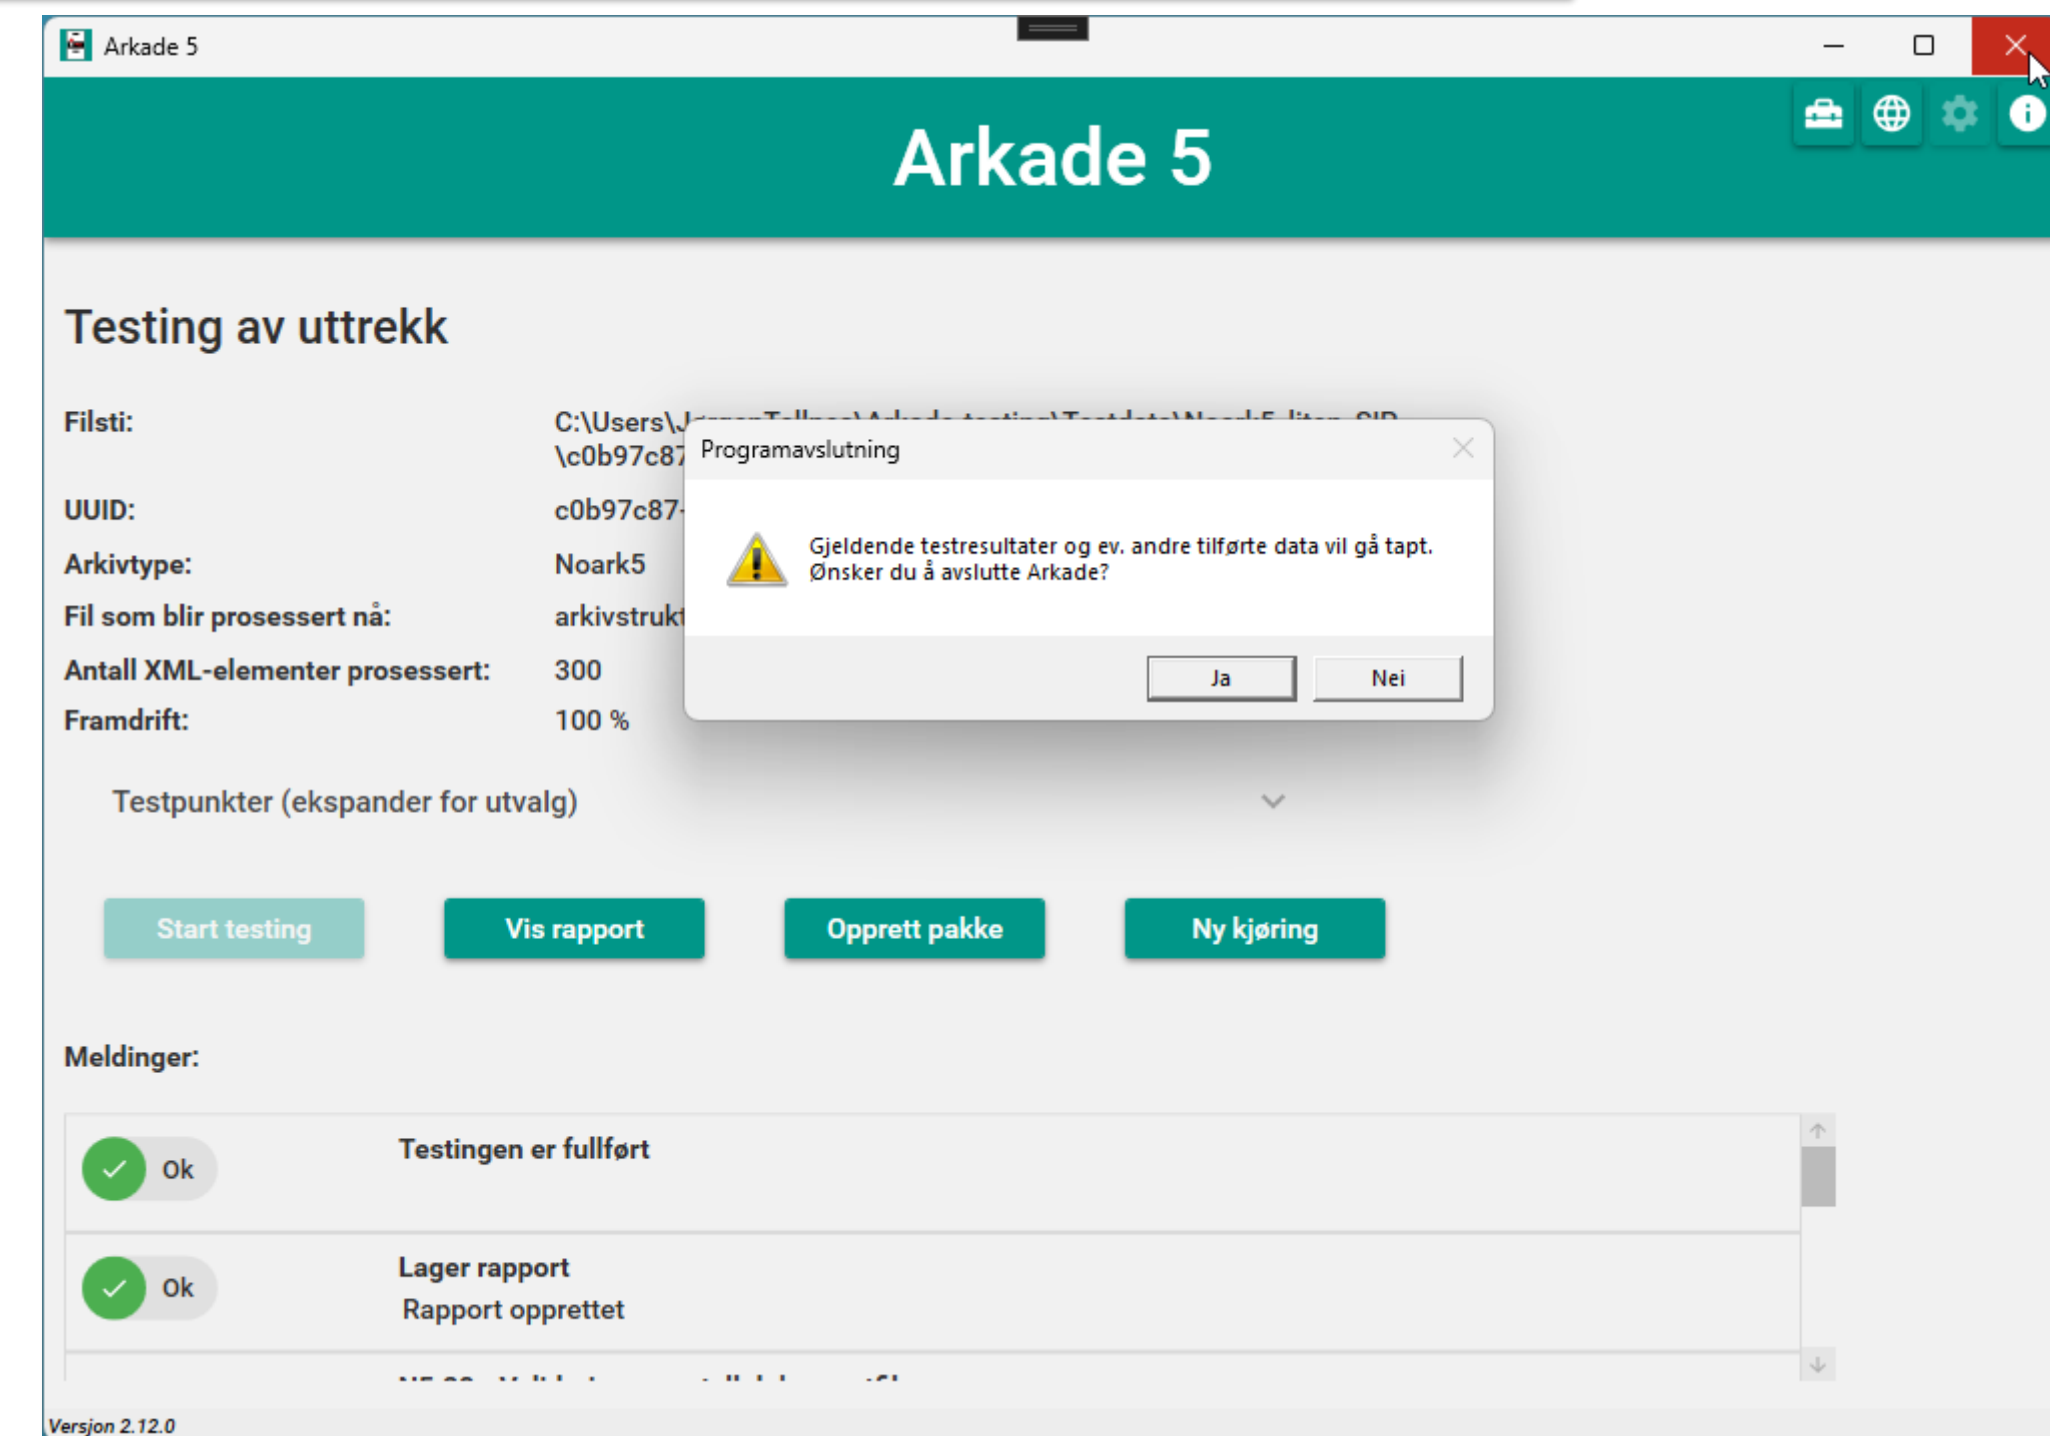 Arkade 5
Arkade 5
Testing av uttrekk
Filsti:
C:\Users\
\c0b97c87
UUID:
c0b97c87-
Arkivtype:
Noark5
Fil som blir prosessert nå:
arkivstrukt
Antall XML-elementer prosessert:
300
Framdrift:
100 %
Programavslutning
Gjeldende testresultater og ev. andre tilførte data vil gå tapt.
Ønsker du å avslutte Arkade?
Ja
Nei
Testpunkter (ekspander for utvalg)
Start testing
Vis rapport
Opprett pakke
Ny kjøring
Meldinger:
Ok
Testingen er fullført
Ok
Lager rapport
Rapport opprettet
Versjon 2.12.0